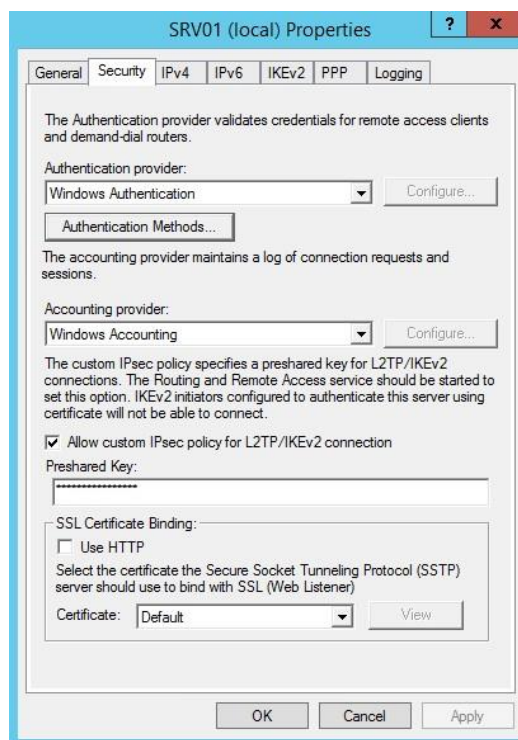 SRV01 (local) Properties
? x
General Security IPv4 IPv6 IKEv2 PPP Logging
The Authentication provider validates credentials for remote access clients
and demand-dial routers.
Authentication provider:
Windows Authentication Configure...
Authentication Methods...
The accounting provider maintains a log of connection requests and
sessions.
Accounting provider:
Windows Accounting Configure...
The custom IPsec policy specifies a preshared key for L2TP/IKEv2
connections. The Routing and Remote Access service should be started to
set this option. IKEv2 initiators configured to authenticate this server using
certificate will not be able to connect.
Allow custom IPsec policy for L2TP/IKEv2 connection
Preshared Key:
****************
SSL Certificate Binding:
Use HTTP
Select the certificate the Secure Socket Tunneling Protocol (SSTP)
server should use to bind with SSL (Web Listener)
Certificate: Default View
OK Cancel Apply